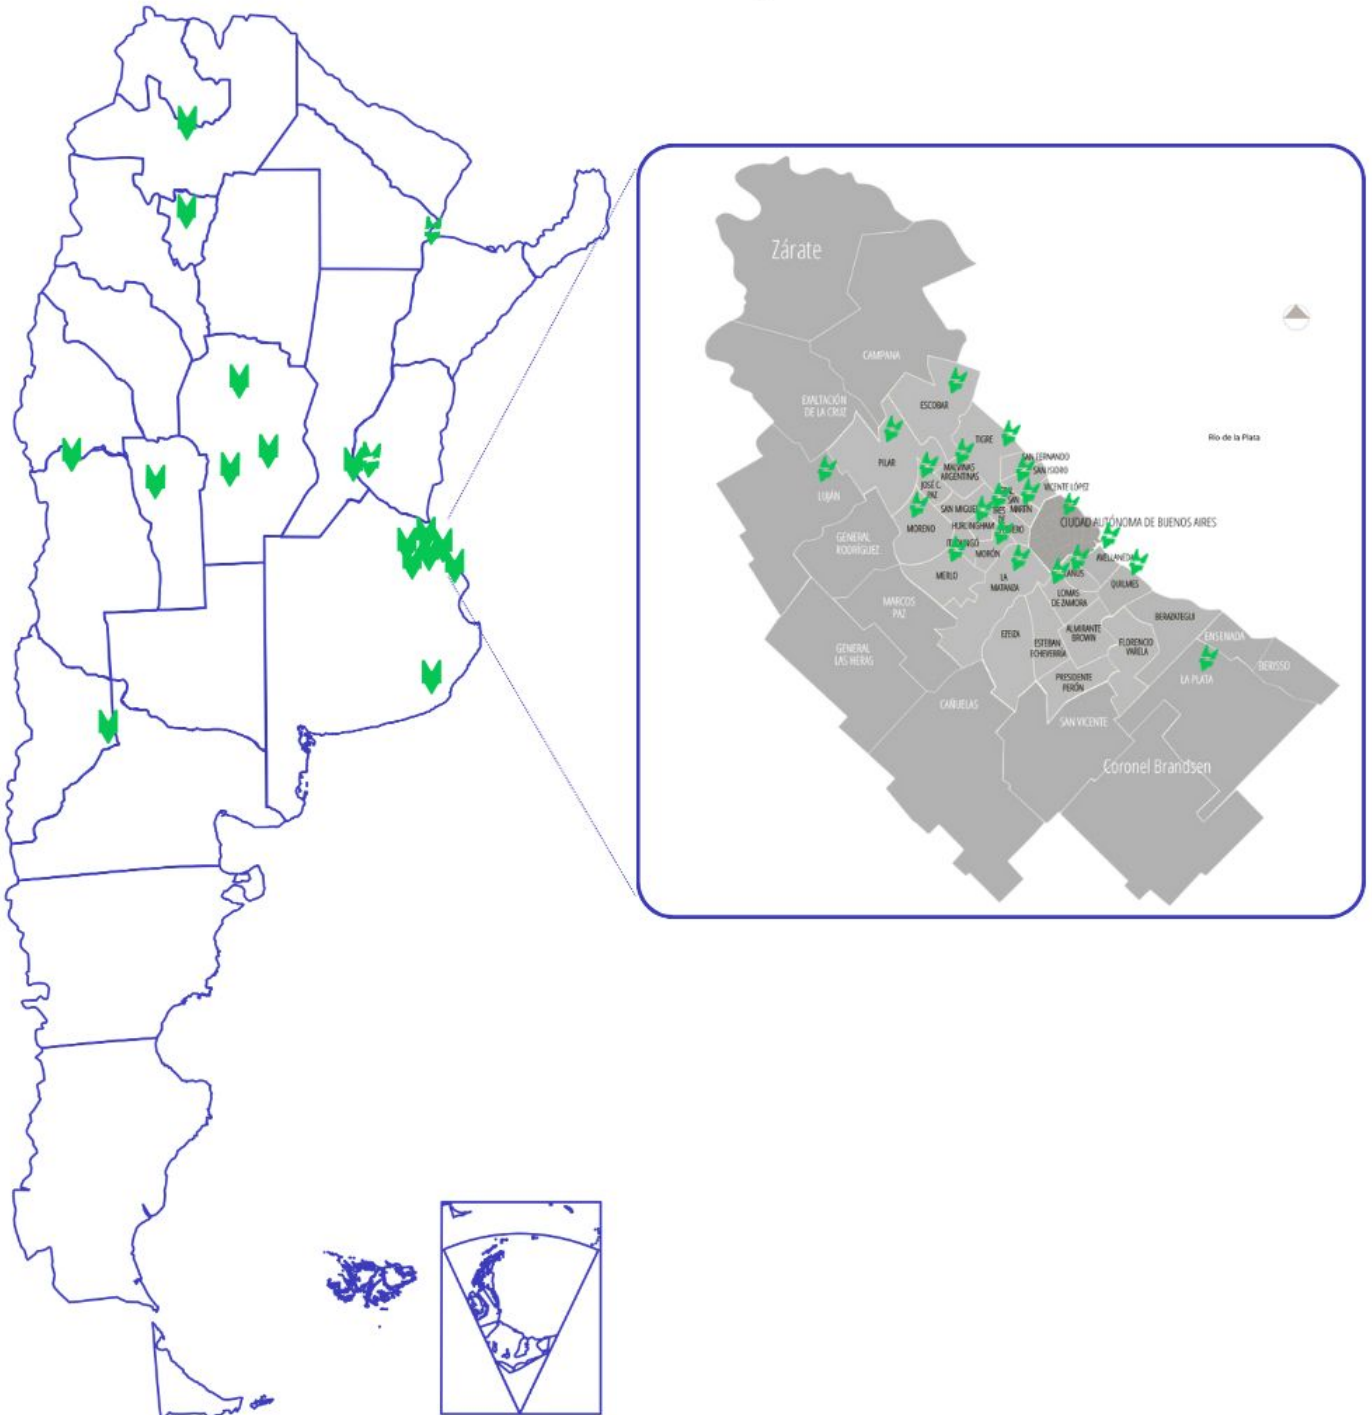 Zárate
CAMPANA
EXALTACIÓN
DE LA CRUZ
ESCOBAR
Río de la Plata
TIGRE
SAN FERNANDO
PILAR
MALVINAS
ARGENTINAS
SAN ISIDRO
LUJÁN
JOSÉ C.
PAZ
VICENTE LÓPEZ
SAN
MARTÍN
SAN MIGUEL
TRES
CIUDAD AUTÓNOMA DE BUENOS AIRES
MORENO
HURLINGHAM
GENERAL
RODRÍGUEZ
MORÓN
AVELLANEDA
MERLO
LA
MATANZA
LANÚS
QUILMES
LOMAS
DE ZAMORA
MARCOS
PAZ
BERAZATEGUI
EZEIZA
ALMIRANTE
BROWN
ENSENADA
ESTEBAN
ECHEVERRÍA
FLORENCIO
VARELA
GENERAL
LAS HERAS
BERISSO
PRESIDENTE
PERÓN
LA PLATA
CAÑUELAS
SAN VICENTE
Coronel Brandsen